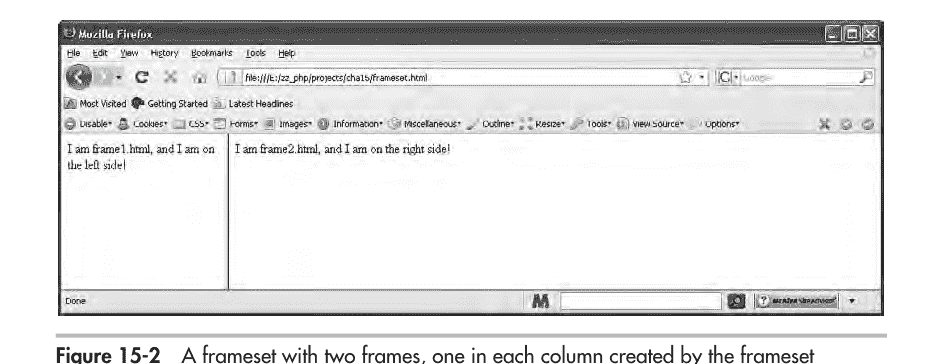 Mozilla Firefox
File Edit View History Bookmarks Tools Help
file:///E:/zz_php/projects/cha15/frameset.html
Google
Most Visited Getting Started Latest Headlines
Disable Cookies CSS Forms Images Information Miscellaneous Outline Resize Tools View Source Options
I am frame1.html, and I am on
the left side!
I am frame2.html, and I am on the right side!
Done
Figure 15-2 A frameset with two frames, one in each column created by the frameset